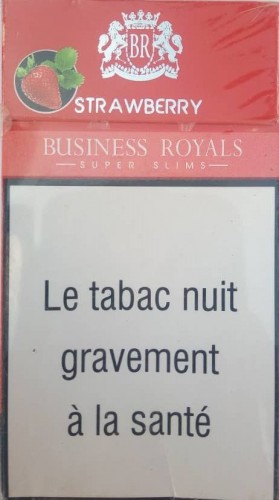 BR
STRAWBERRY
BUSINESS ROYALS
SUPER SLIMS
Le tabac nuit
gravement
à la santé